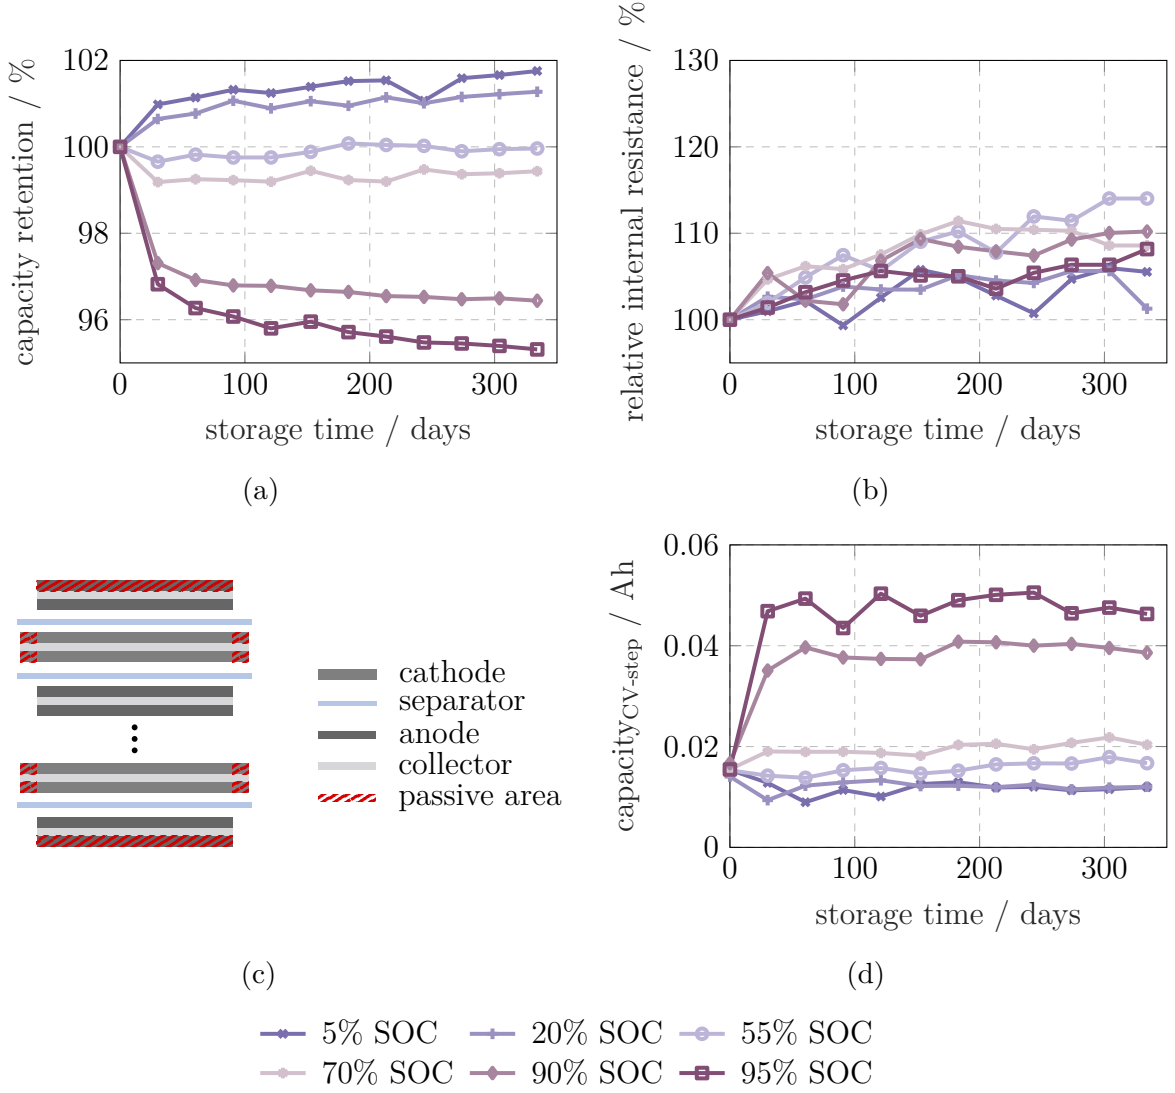 capacity retention / %
102
100
98
96
0 100 200 300
storage time / days
(a)
relative internal resistance / %
130
120
110
100
0 100 200 300
storage time / days
(b)
cathode
separator
anode
collector
passive area
(c)
capacityCV-step / Ah
0.06
0.04
0.02
0
0 100 200 300
storage time / days
(d)
5% SOC 20% SOC 55% SOC
70% SOC 90% SOC 95% SOC